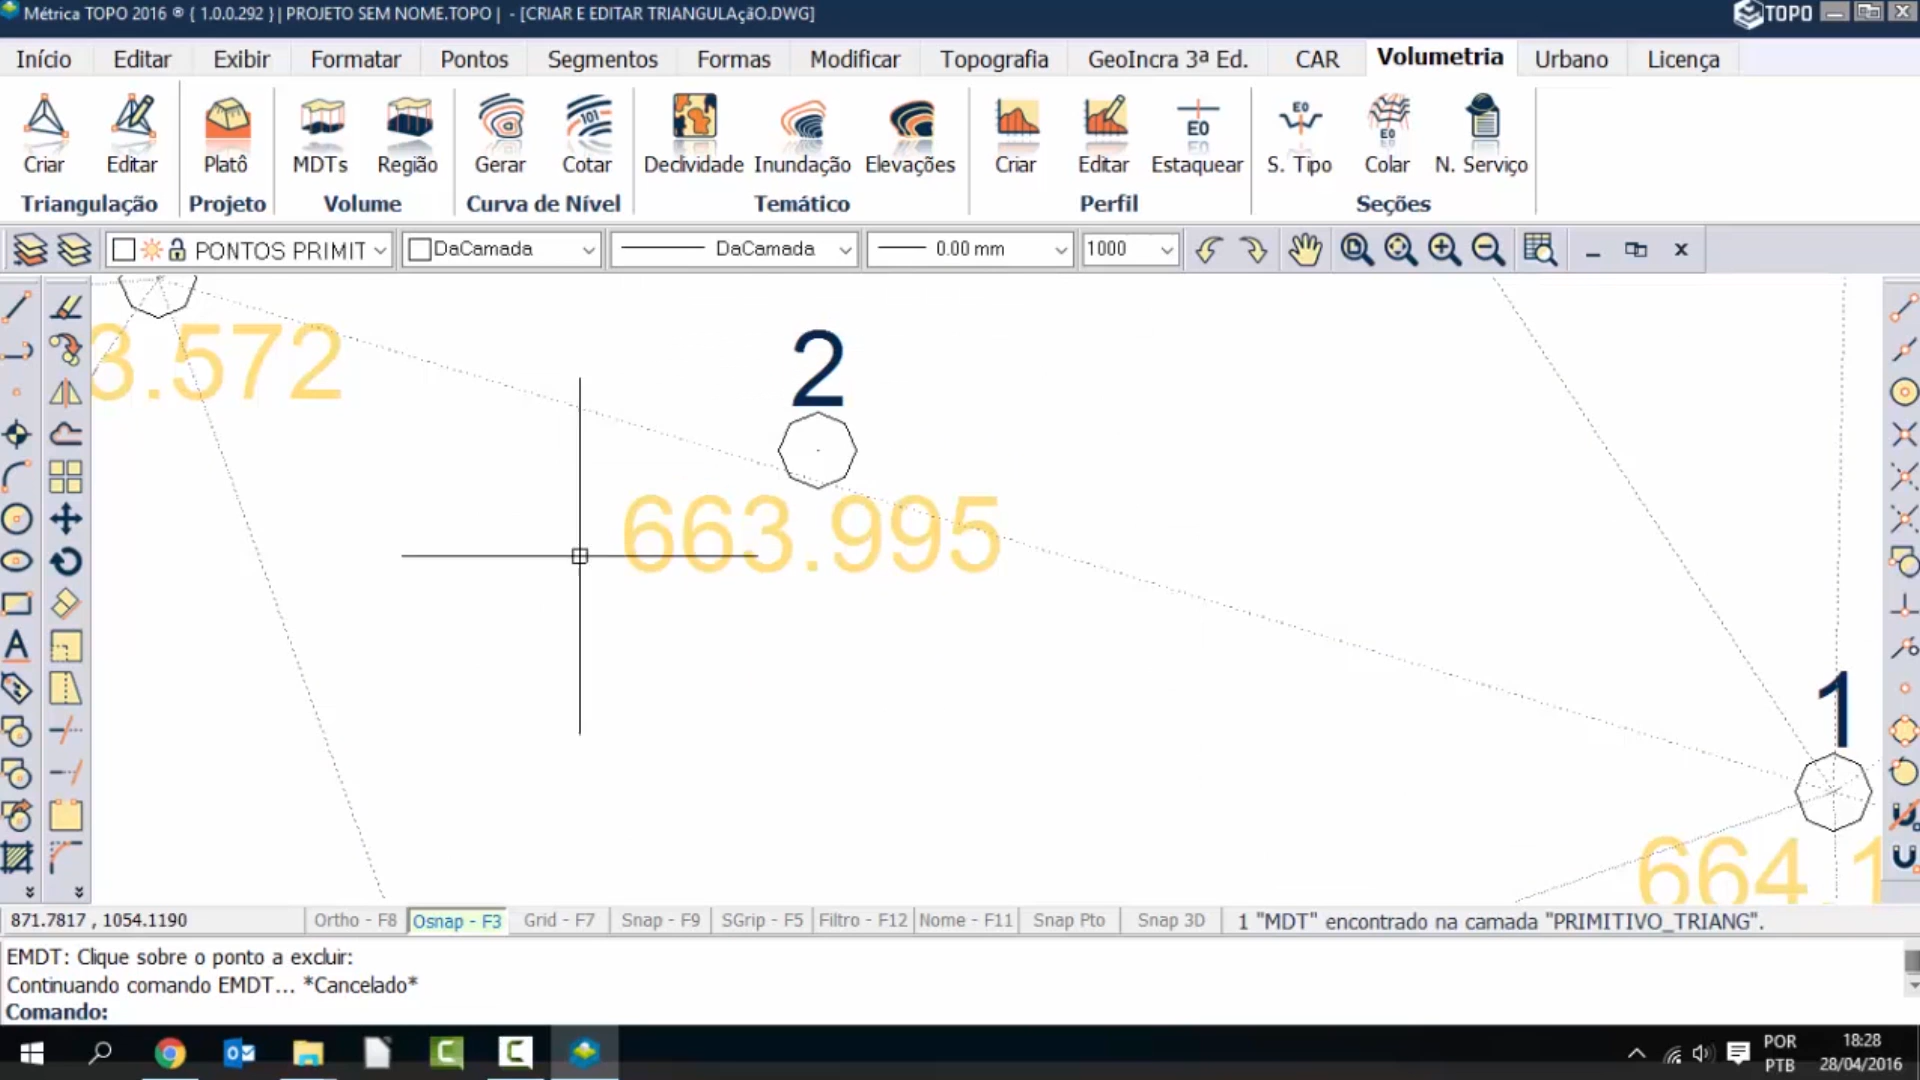 Métrica TOPO 2016 ® { 1.0.0.292 } | PROJETO SEM NOME.TOPO | - [CRIAR E EDITAR TRIANGULAçãO.DWG]
TOPO
Início Editar Exibir Formatar Pontos Segmentos Formas Modificar Topografia GeoIncra 3ª Ed. CAR Volumetria Urbano Licença
101 E0 E0 E0
Criar Editar Platô MDTs Região Gerar Cotar Declividade Inundação Elevações Criar Editar Estaquear S. Tipo Colar N. Serviço
Triangulação Projeto Volume Curva de Nível Temático Perfil Seções
PONTOS PRIMIT DaCamada DaCamada 0.00 mm 1000
3.572
2
663.995
1
664.1
871.7817 , 1054.1190 Ortho - F8 Osnap - F3 Grid - F7 Snap - F9 SGrip - F5 Filtro - F12 Nome - F11 Snap Pto Snap 3D 1 "MDT" encontrado na camada "PRIMITIVO_TRIANG".
EMDT: Clique sobre o ponto a excluir:
Continuando comando EMDT... *Cancelado*
Comando:
POR 18:28
PTB 28/04/2016